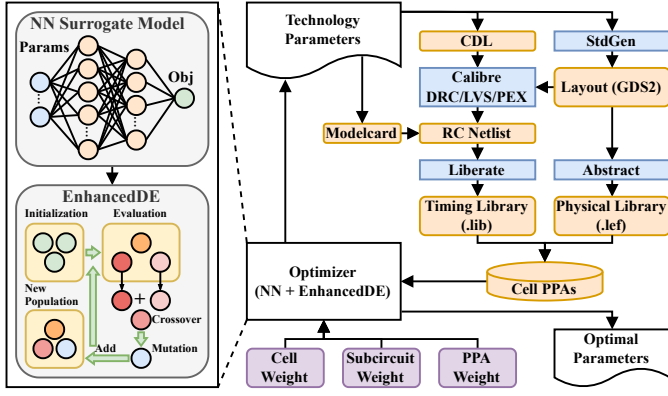 NN Surrogate Model
Params
Obj
EnhancedDE
Initialization
Evaluation
New
Population
+
Crossover
Add
Mutation
Technology
Parameters
CDL
StdGen
Calibre
DRC/LVS/PEX
Layout (GDS2)
Modelcard
RC Netlist
Liberate
Abstract
Timing Library
(.lib)
Physical Library
(.lef)
Optimizer
(NN + EnhancedDE)
Cell PPAs
Cell
Weight
Subcircuit
Weight
PPA
Weight
Optimal
Parameters